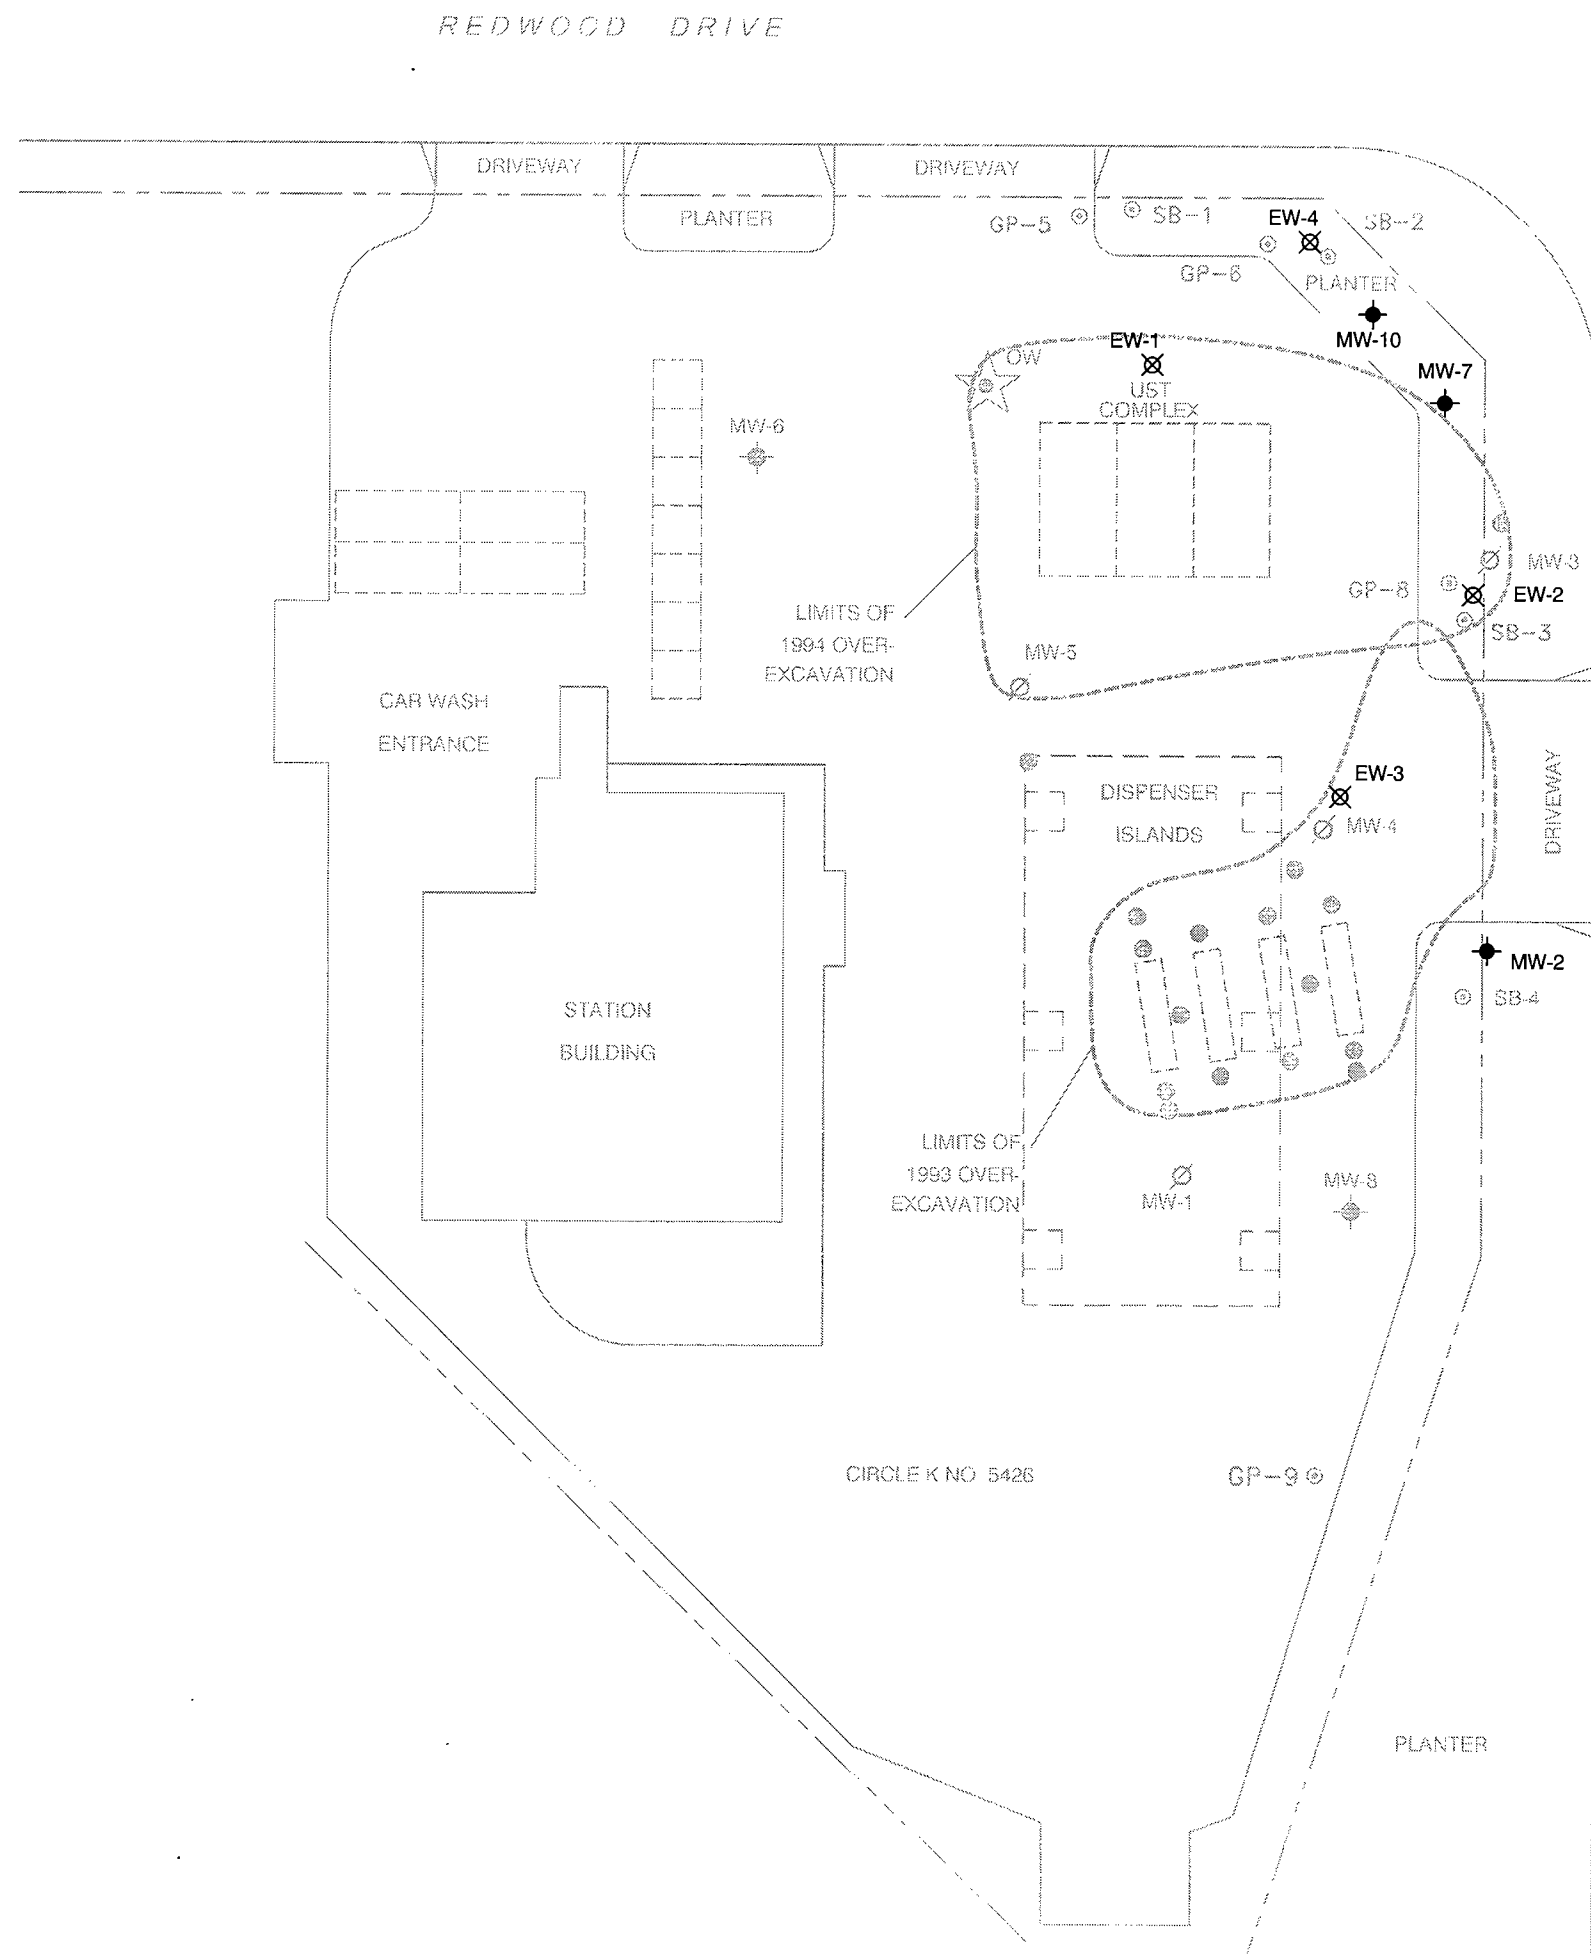 REDWOOD DRIVE
DRIVEWAY
DRIVEWAY
PLANTER
GP-5
SB-1
EW-4
SB-2
GP-6
PLANTER
MW-10
EW-1
OW
UST
COMPLEX
MW-7
MW-6
MW-3
GP-8
EW-2
SB-3
LIMITS OF
1994 OVER-
EXCAVATION
MW-5
CAR WASH
ENTRANCE
EW-3
DISPENSER
ISLANDS
MW-4
DRIVEWAY
MW-2
SB-4
STATION
BUILDING
LIMITS OF
1993 OVER-
EXCAVATION
MW-1
MW-8
CIRCLE K NO 5426
GP-9
PLANTER